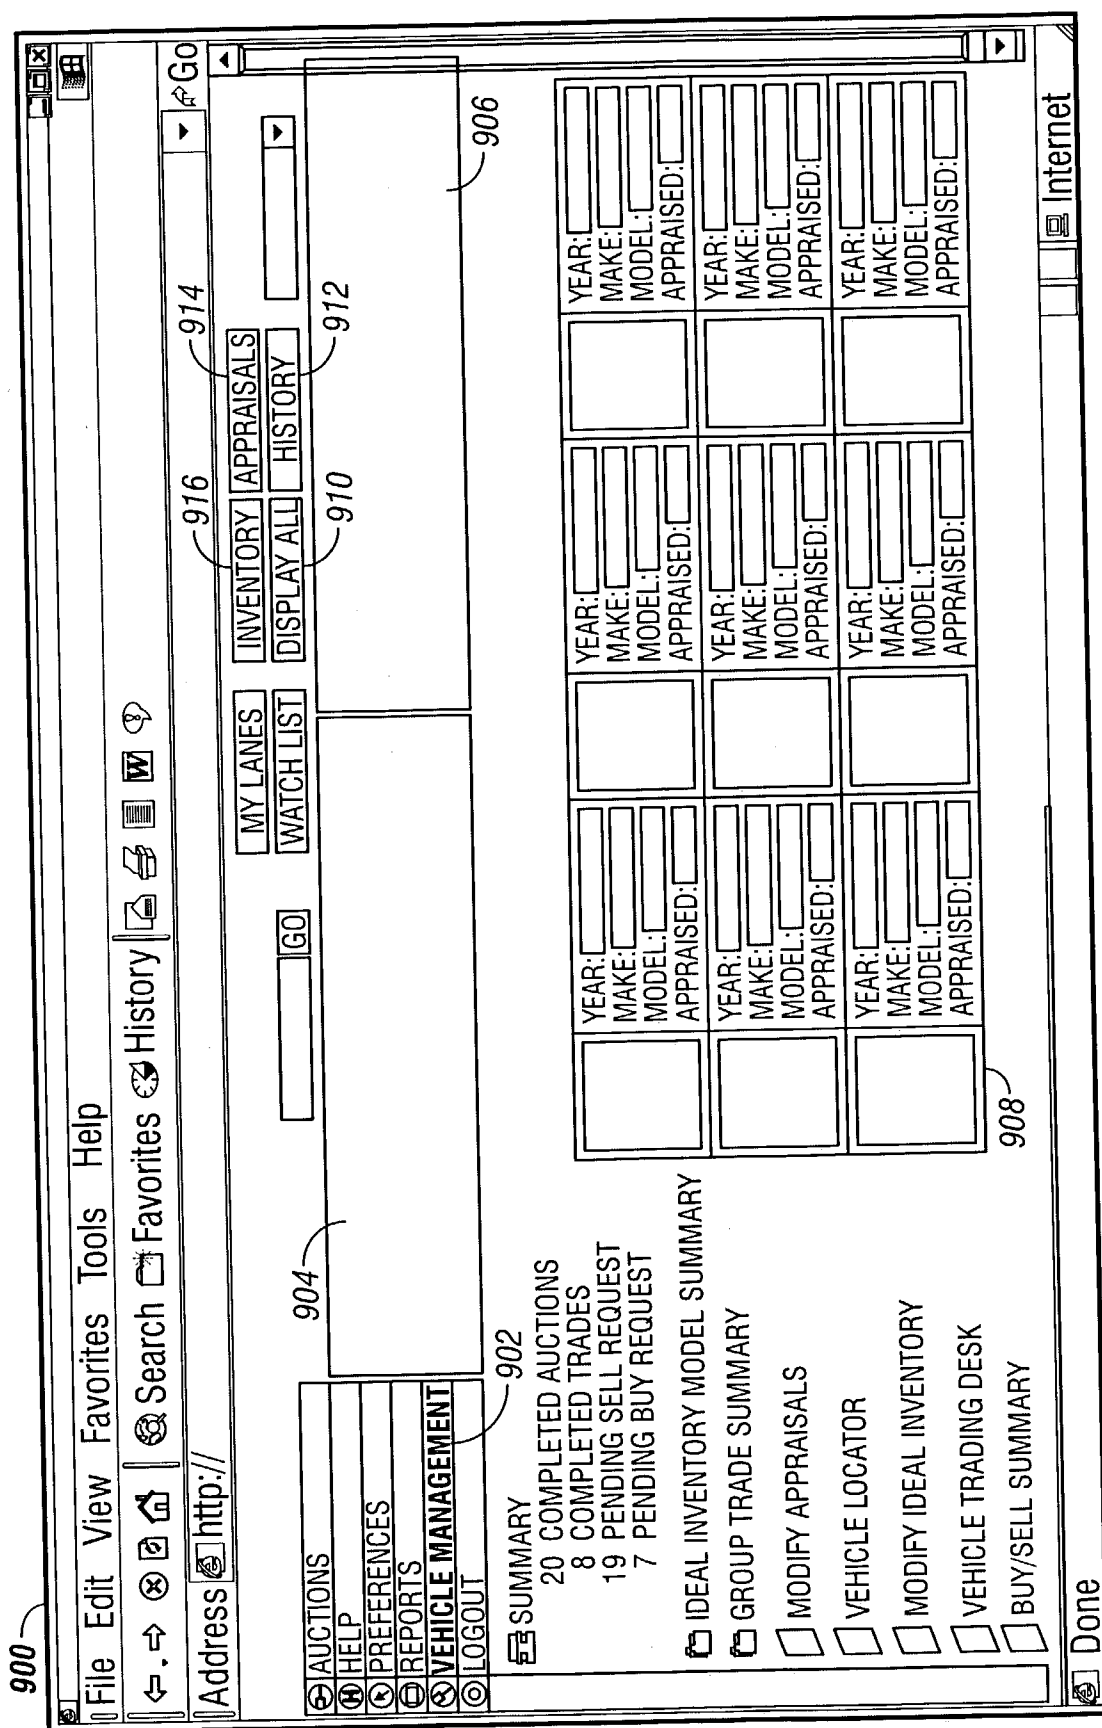 900
File Edit View Favorites Tools Help
Search Favorites History W
Address http:// Go
916 914
MY LANES INVENTORY APPRAISALS
GO WATCH LIST DISPLAY ALL HISTORY
904 910 912
AUCTIONS
HELP
PREFERENCES
REPORTS
VEHICLE MANAGEMENT
LOGOUT
902
906
SUMMARY
20 COMPLETED AUCTIONS
8 COMPLETED TRADES
19 PENDING SELL REQUEST
7 PENDING BUY REQUEST
IDEAL INVENTORY MODEL SUMMARY
GROUP TRADE SUMMARY
MODIFY APPRAISALS
VEHICLE LOCATOR
MODIFY IDEAL INVENTORY
VEHICLE TRADING DESK
BUY/SELL SUMMARY
YEAR: YEAR: YEAR:
MAKE: MAKE: MAKE:
MODEL: MODEL: MODEL:
APPRAISED: APPRAISED: APPRAISED:
YEAR: YEAR: YEAR:
MAKE: MAKE: MAKE:
MODEL: MODEL: MODEL:
APPRAISED: APPRAISED: APPRAISED:
YEAR: YEAR: YEAR:
MAKE: MAKE: MAKE:
MODEL: MODEL: MODEL:
APPRAISED: APPRAISED: APPRAISED:
908
Done Internet